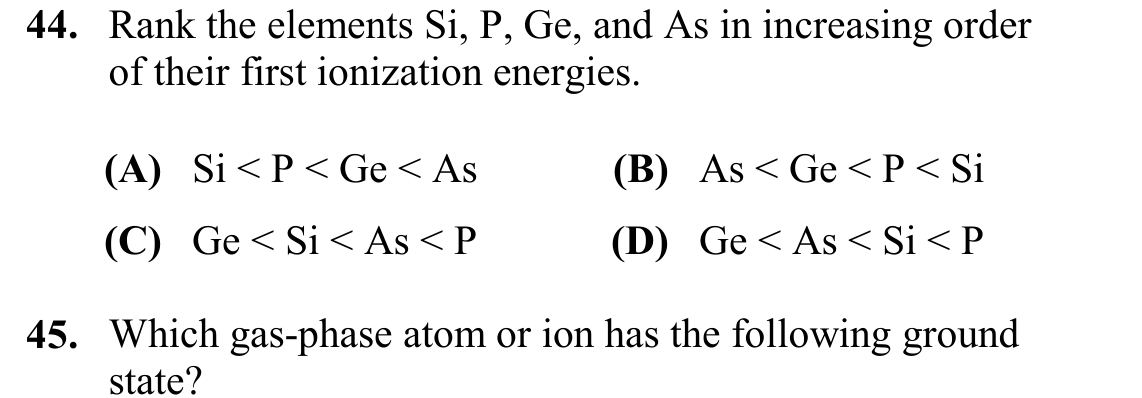 44. Rank the elements Si, P, Ge, and As in increasing order
of their first ionization energies.
(A) Si < P < Ge < As (B) As < Ge < P < Si
(C) Ge < Si < As < P (D) Ge < As < Si < P
45. Which gas-phase atom or ion has the following ground
state?